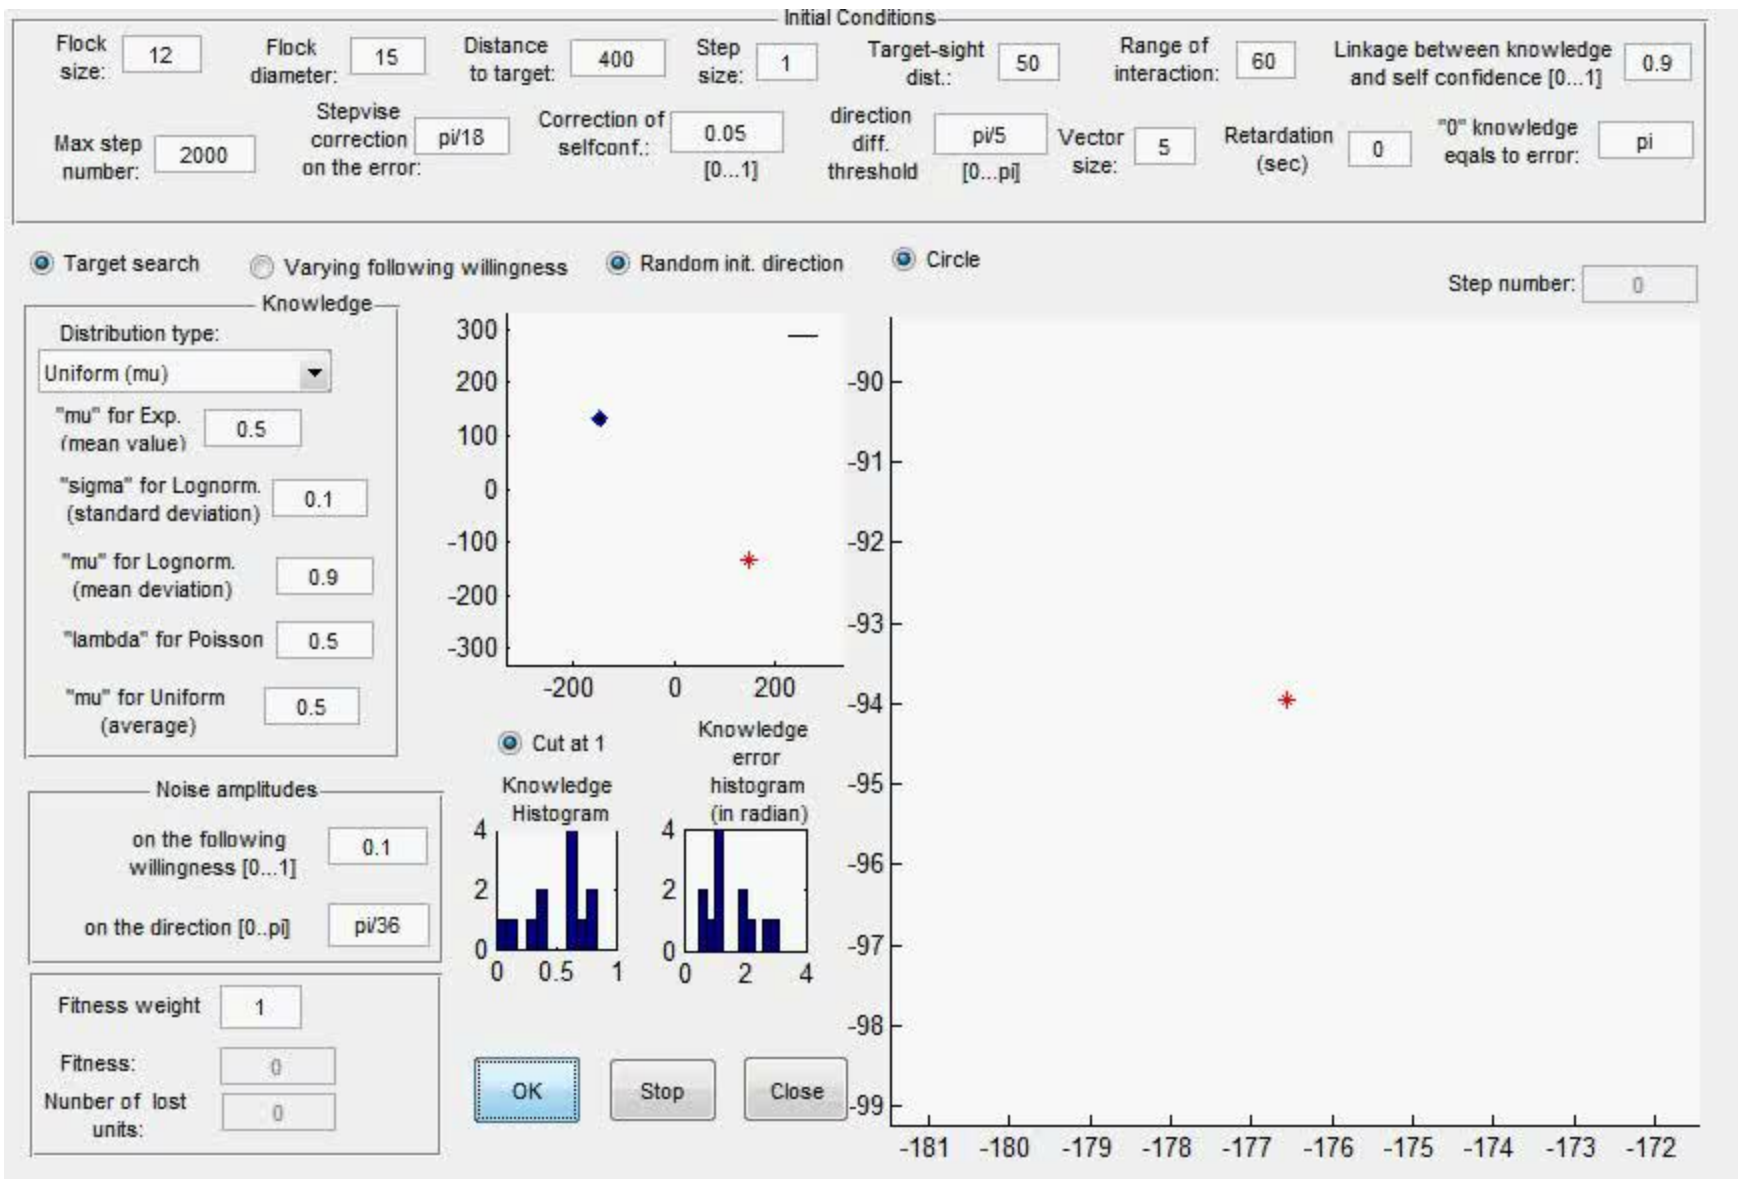 Initial Conditions
Flock size: 12
Flock diameter: 15
Distance to target: 400
Step size: 1
Target-sight dist.: 50
Range of interaction: 60
Linkage between knowledge and self confidence [0...1] 0.9
Max step number: 2000
Stepvise correction on the error: pi/18
Correction of selfconf.: 0.05 [0...1]
direction diff. threshold pi/5 [0...pi]
Vector size: 5
Retardation (sec) 0
"0" knowledge eqals to error: pi
Target search
Varying following willingness
Random init. direction
Circle
Step number: 0
Knowledge
Distribution type:
Uniform (mu)
"mu" for Exp. (mean value) 0.5
"sigma" for Lognorm. (standard deviation) 0.1
"mu" for Lognorm. (mean deviation) 0.9
"lambda" for Poisson 0.5
"mu" for Uniform (average) 0.5
300
200
100
0
-100
-200
-300
-200 0 200
Cut at 1
Knowledge
Histogram
4
2
0
0 0.5 1
Knowledge
error
histogram
(in radian)
4
2
0
0 2 4
Noise amplitudes
on the following willingness [0...1] 0.1
on the direction [0..pi] pi/36
Fitness weight 1
Fitness: 0
Nunber of lost units: 0
OK
Stop
Close
-90
-91
-92
-93
-94
-95
-96
-97
-98
-99
-181 -180 -179 -178 -177 -176 -175 -174 -173 -172